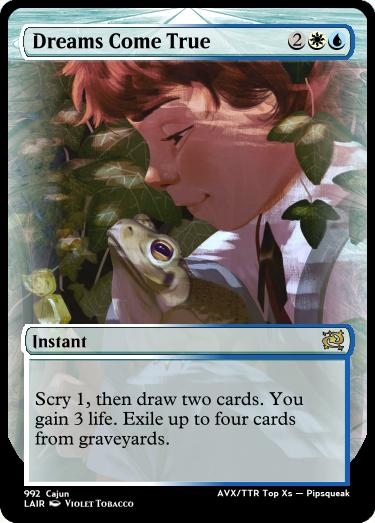 Dreams Come True 2
Instant
Scry 1, then draw two cards. You
gain 3 life. Exile up to four cards
from graveyards.
992 Cajun
AVX/TTR Top Xs — Pipsqueak
LAIR Violet Tobacco